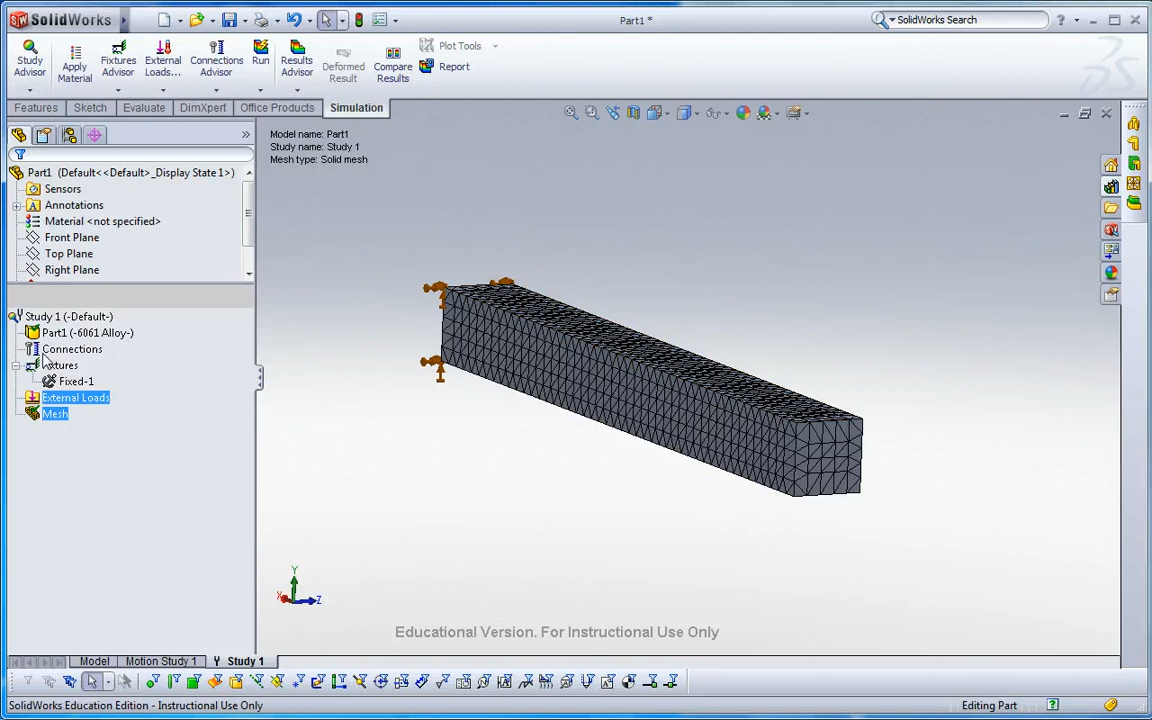 SolidWorks
Part1 *
SolidWorks Search
Study Advisor
Apply Material
Fixtures Advisor
External Loads...
Connections Advisor
Run
Results Advisor
Deformed Result
Compare Results
Plot Tools
Report
Features
Sketch
Evaluate
DimXpert
Office Products
Simulation
Model name: Part1
Study name: Study 1
Mesh type: Solid mesh
Part1 (Default<<Default>_Display State 1>)
Sensors
Annotations
Material <not specified>
Front Plane
Top Plane
Right Plane
Study 1 (-Default-)
Part1 (-6061 Alloy-)
Connections
Fixed-1
External Loads
Mesh
Y
X
Z
Educational Version. For Instructional Use Only
Model
Motion Study 1
Study 1
SolidWorks Education Edition - Instructional Use Only
Editing Part